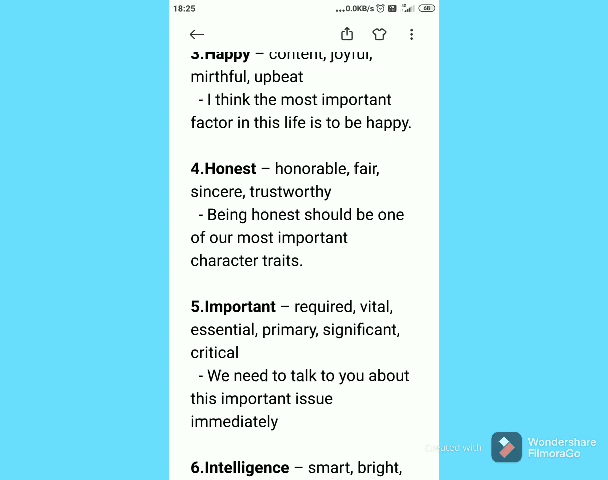 18:25
...0.0KB/s
68
3.Happy – content, joyful,
mirthful, upbeat
- I think the most important
factor in this life is to be happy.
4.Honest – honorable, fair,
sincere, trustworthy
- Being honest should be one
of our most important
character traits.
5.Important – required, vital,
essential, primary, significant,
critical
- We need to talk to you about
this important issue
immediately
6.Intelligence – smart, bright,
Created with
Wondershare
FilmoraGo